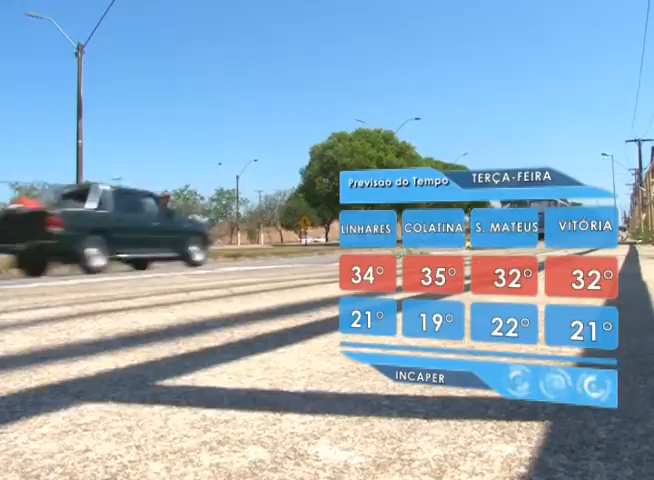 Previsão do Tempo TERÇA-FEIRA
LINHARES COLATINA S. MATEUS VITÓRIA
34° 35° 32° 32°
21° 19° 22° 21°
INCAPER